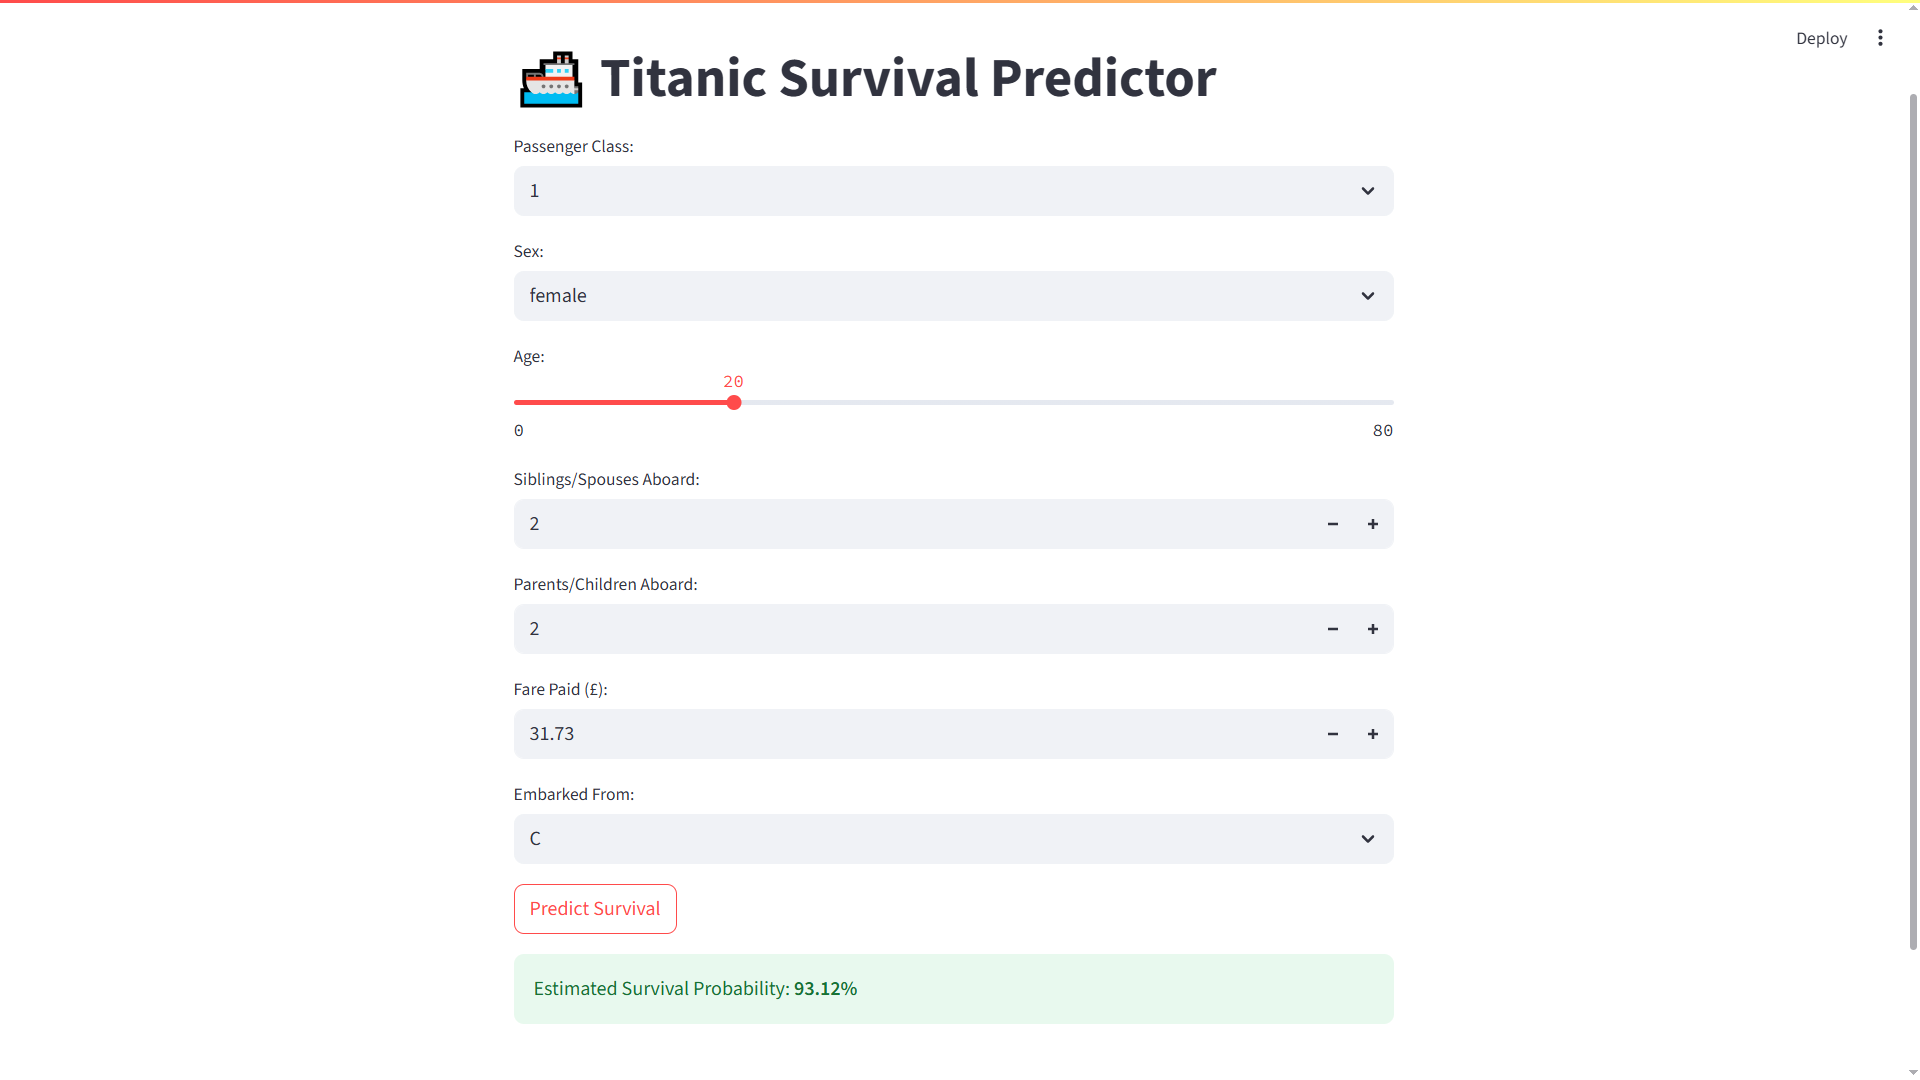 Deploy
Titanic Survival Predictor
Passenger Class:
1
Sex:
female
Age:
20
0 80
Siblings/Spouses Aboard:
2
Parents/Children Aboard:
2
Fare Paid (£):
31.73
Embarked From:
C
Predict Survival
Estimated Survival Probability: 93.12%